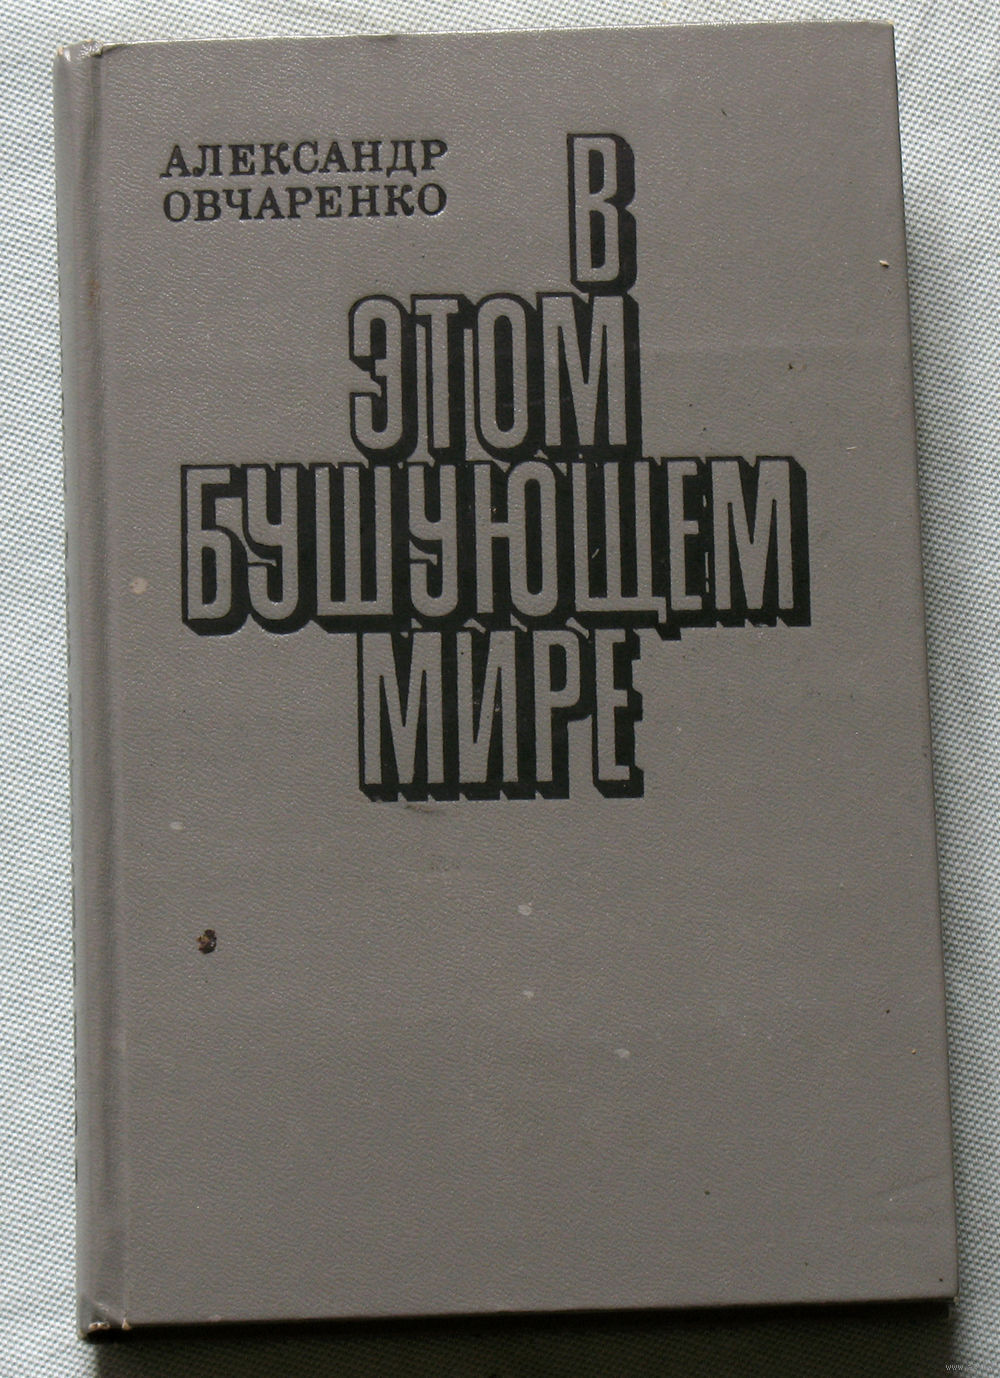 АЛЕКСАНДР
ОВЧАРЕНКО
В
ЭТОМ
БУШУЮЩЕМ
МИРЕ